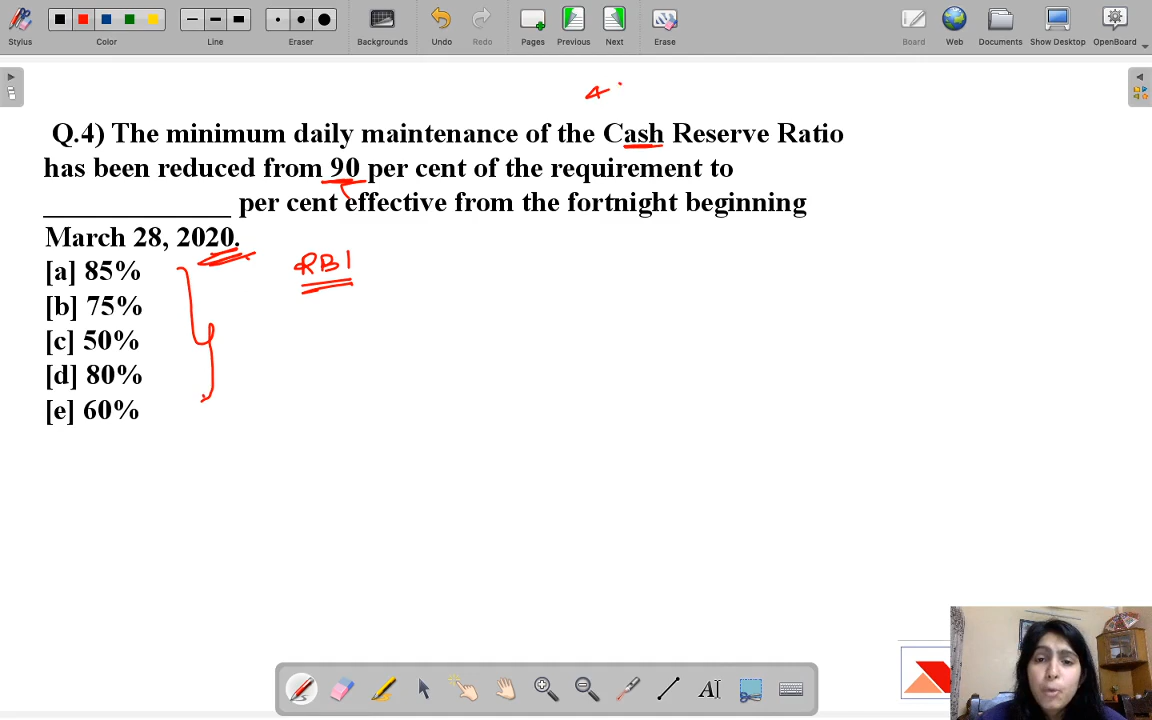 Stylus
Color
Line
Eraser
Backgrounds
Undo
Redo
Pages
Previous
Next
Erase
Board
Web
Documents
Show Desktop
OpenBoard
Q.4) The minimum daily maintenance of the Cash Reserve Ratio
has been reduced from 90 per cent of the requirement to
_____________ per cent effective from the fortnight beginning
March 28, 2020.
[a] 85%
RBI
[b] 75%
[c] 50%
[d] 80%
[e] 60%